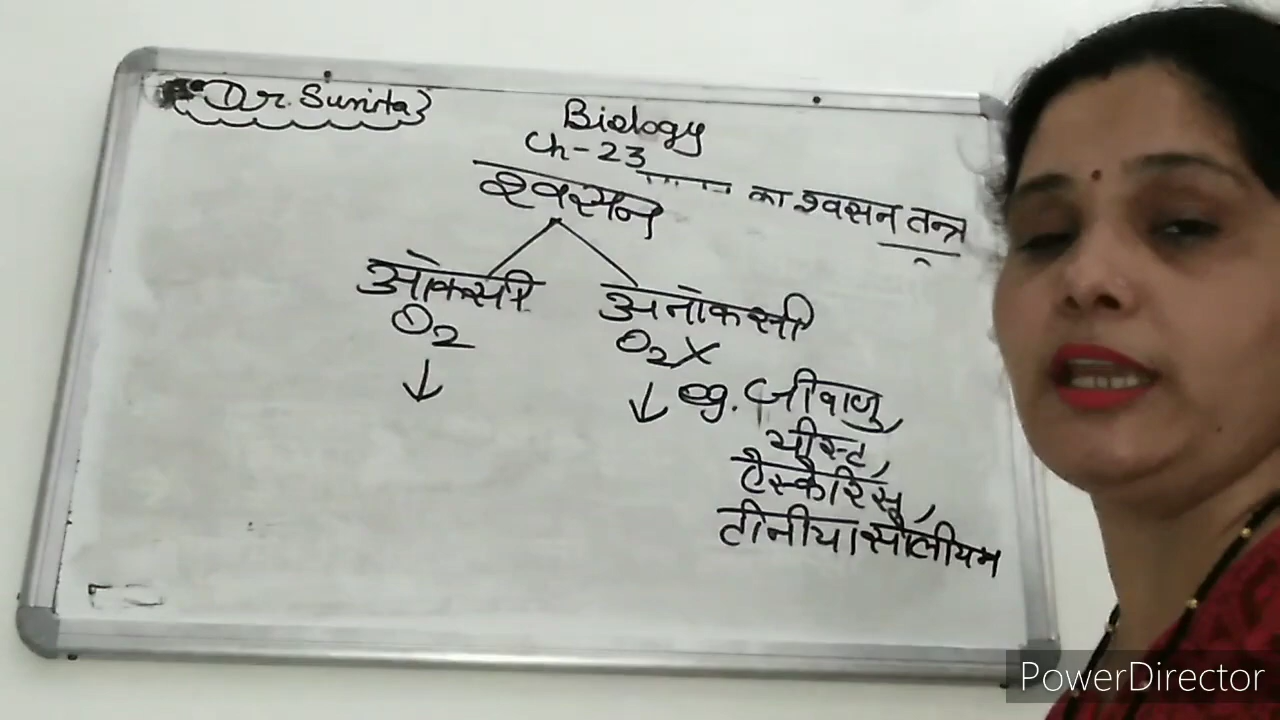 Dr. Sunita
Biology
Ch-23 ------ का श्वसन तन्त्र
श्वसन
ऑक्सी अनॉक्सी
O2 O2 X
↓ ↓ eg. जीवाणु,
यीस्ट,
ऐस्केरिस,
टीनीया सोलीयम
PowerDirector